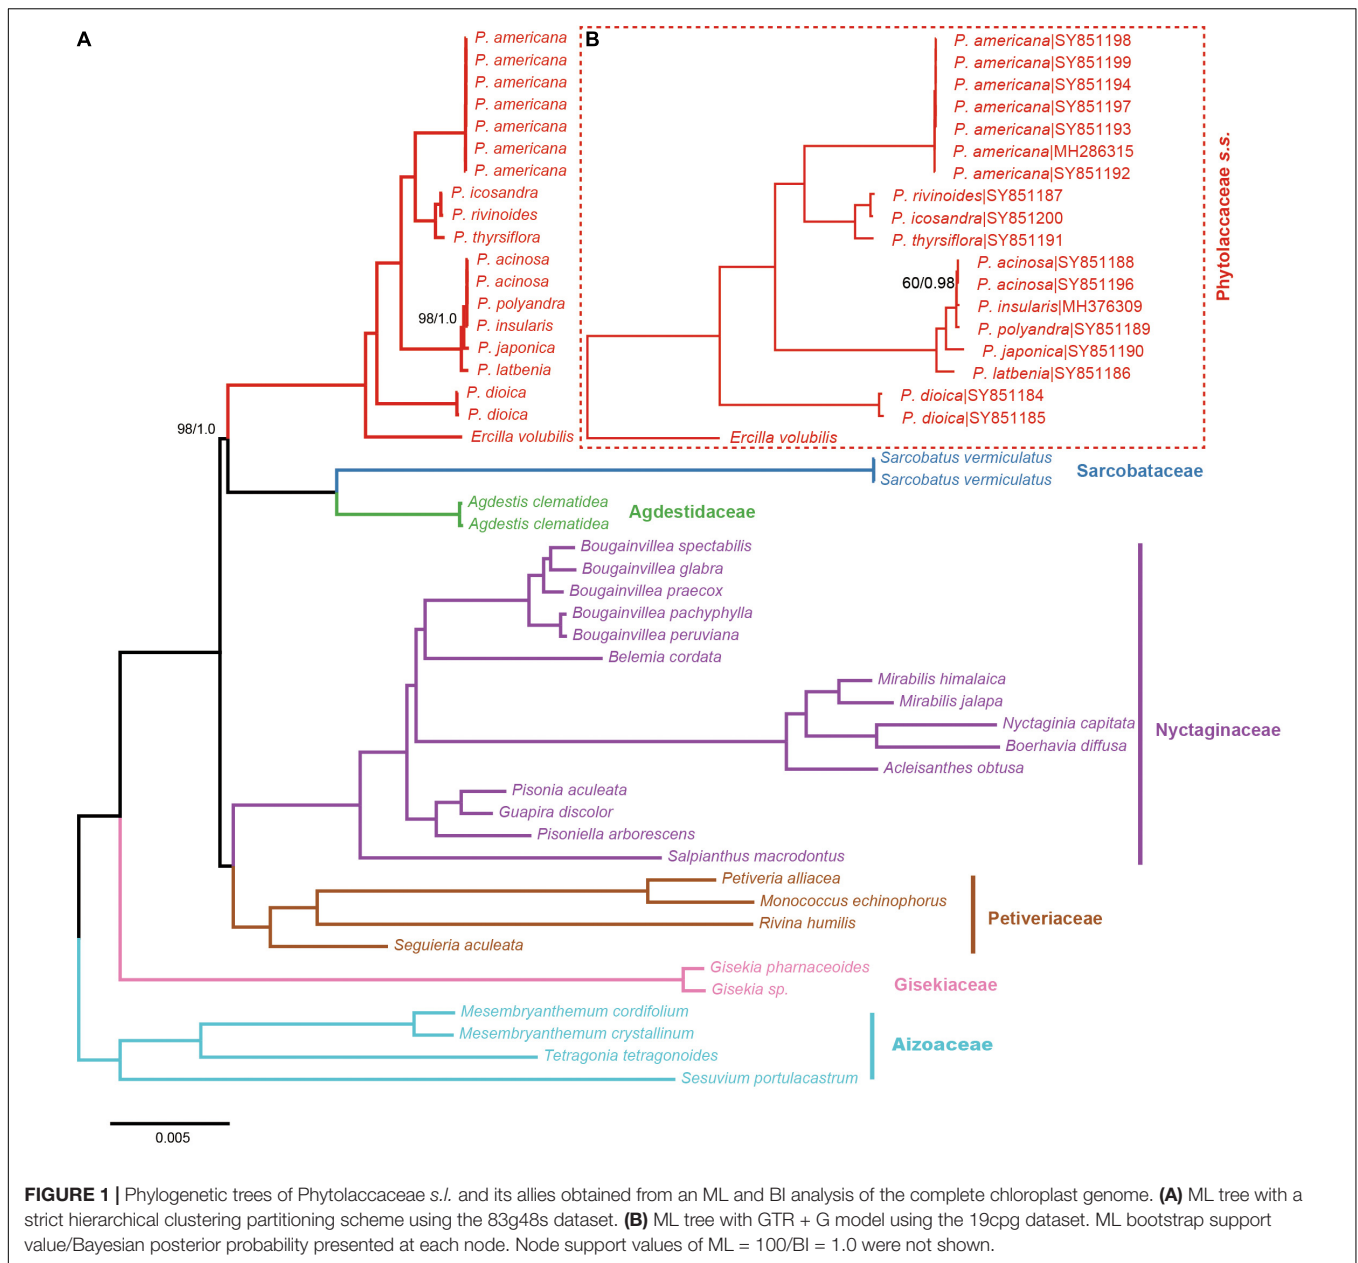 A
P. americana
P. americana
P. americana
P. americana
P. americana
P. americana
P. americana
P. icosandra
P. rivinoides
P. thyrsiflora
P. acinosa
P. acinosa
P. polyandra
98/1.0
P. insularis
P. japonica
P. latbenia
P. dioica
P. dioica
Ercilla volubilis
98/1.0
B
P. americana|SY851198
P. americana|SY851199
P. americana|SY851194
P. americana|SY851197
P. americana|SY851193
P. americana|MH286315
P. americana|SY851192
P. rivinoides|SY851187
P. icosandra|SY851200
P. thyrsiflora|SY851191
P. acinosa|SY851188
60/0.98
P. acinosa|SY851196
P. insularis|MH376309
P. polyandra|SY851189
P. japonica|SY851190
P. latbenia|SY851186
P. dioica|SY851184
P. dioica|SY851185
Ercilla volubilis
Phytolaccaceae s.s.
Sarcobatus vermiculatus
Sarcobatus vermiculatus
Sarcobataceae
Agdestis clematidea
Agdestis clematidea
Agdestidaceae
Bougainvillea spectabilis
Bougainvillea glabra
Bougainvillea praecox
Bougainvillea pachyphylla
Bougainvillea peruviana
Belemia cordata
Mirabilis himalaica
Mirabilis jalapa
Nyctaginia capitata
Boerhavia diffusa
Acleisanthes obtusa
Pisonia aculeata
Guapira discolor
Pisoniella arborescens
Salpianthus macrodontus
Nyctaginaceae
Petiveria alliacea
Monococcus echinophorus
Rivina humilis
Seguieria aculeata
Petiveriaceae
Gisekia pharnaceoides
Gisekia sp.
Gisekiaceae
Mesembryanthemum cordifolium
Mesembryanthemum crystallinum
Tetragonia tetragonoides
Sesuvium portulacastrum
Aizoaceae
0.005
FIGURE 1 | Phylogenetic trees of Phytolaccaceae s.l. and its allies obtained from an ML and BI analysis of the complete chloroplast genome. (A) ML tree with a
strict hierarchical clustering partitioning scheme using the 83g48s dataset. (B) ML tree with GTR + G model using the 19cpg dataset. ML bootstrap support
value/Bayesian posterior probability presented at each node. Node support values of ML = 100/BI = 1.0 were not shown.